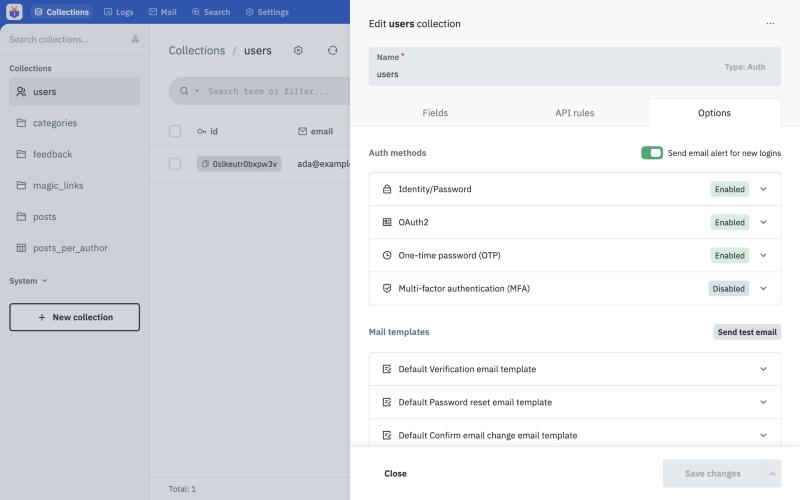 Collections
Logs
Mail
Search
Settings
Search collections...
Collections
users
categories
feedback
magic_links
posts
posts_per_author
System
New collection
Collections / users
Search term or filter...
id
email
0slkeutr0bxpw3v
ada@example
Total: 1
Edit users collection
Name *
users
Type: Auth
Fields
API rules
Options
Auth methods
Send email alert for new logins
Identity/Password
Enabled
OAuth2
Enabled
One-time password (OTP)
Enabled
Multi-factor authentication (MFA)
Disabled
Mail templates
Send test email
Default Verification email template
Default Password reset email template
Default Confirm email change email template
Close
Save changes